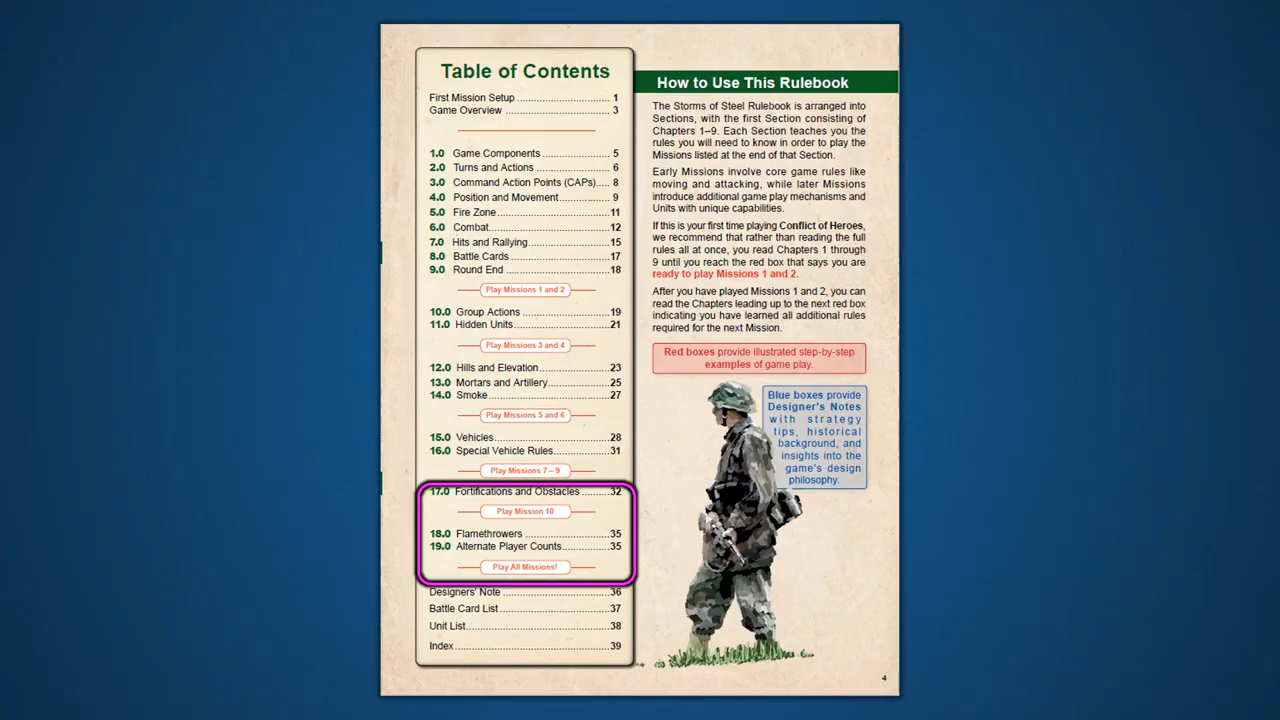 Table of Contents
First Mission Setup ................................ 1
Game Overview .................................... 3
1.0 Game Components ......................... 5
2.0 Turns and Actions ........................... 6
3.0 Command Action Points (CAPs)..... 8
4.0 Position and Movement.................. 9
5.0 Fire Zone........................................ 11
6.0 Combat........................................... 12
7.0 Hits and Rallying............................. 15
8.0 Battle Cards .................................... 17
9.0 Round End ..................................... 18
Play Missions 1 and 2
10.0 Group Actions ................................ 19
11.0 Hidden Units................................... 21
Play Missions 3 and 4
12.0 Hills and Elevation.......................... 23
13.0 Mortars and Artillery....................... 25
14.0 Smoke........................................... 27
Play Missions 5 and 6
15.0 Vehicles......................................... 28
16.0 Special Vehicle Rules..................... 31
Play Missions 7 – 9
17.0 Fortifications and Obstacles .......... 32
Play Mission 10
18.0 Flamethrowers ............................... 35
19.0 Alternate Player Counts................. 35
Play All Missions!
Designers' Note ...................................... 36
Battle Card List ...................................... 37
Unit List................................................... 38
Index....................................................... 39
How to Use This Rulebook
The Storms of Steel Rulebook is arranged into
Sections, with the first Section consisting of
Chapters 1–9. Each Section teaches you the
rules you will need to know in order to play the
Missions listed at the end of that Section.
Early Missions involve core game rules like
moving and attacking, while later Missions
introduce additional game play mechanisms and
Units with unique capabilities.
If this is your first time playing Conflict of Heroes,
we recommend that rather than reading the full
rules all at once, you read Chapters 1 through
9 until you reach the red box that says you are
ready to play Missions 1 and 2.
After you have played Missions 1 and 2, you can
read the Chapters leading up to the next red box
indicating you have learned all additional rules
required for the next Mission.
Red boxes provide illustrated step-by-step
examples of game play.
Blue boxes provide
Designer's Notes
with strategy
tips, historical
background, and
insights into the
game's design
philosophy.
4